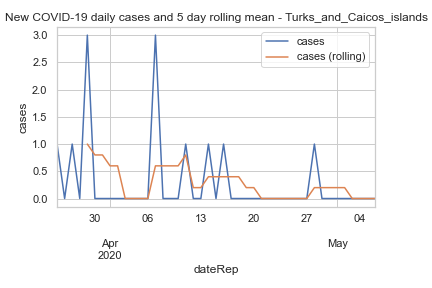 New COVID-19 daily cases and 5 day rolling mean - Turks_and_Caicos_islands
cases
cases (rolling)
3.0
2.5
2.0
1.5
1.0
0.5
0.0
cases
30 06 13 20 27 04
Apr May
2020
dateRep